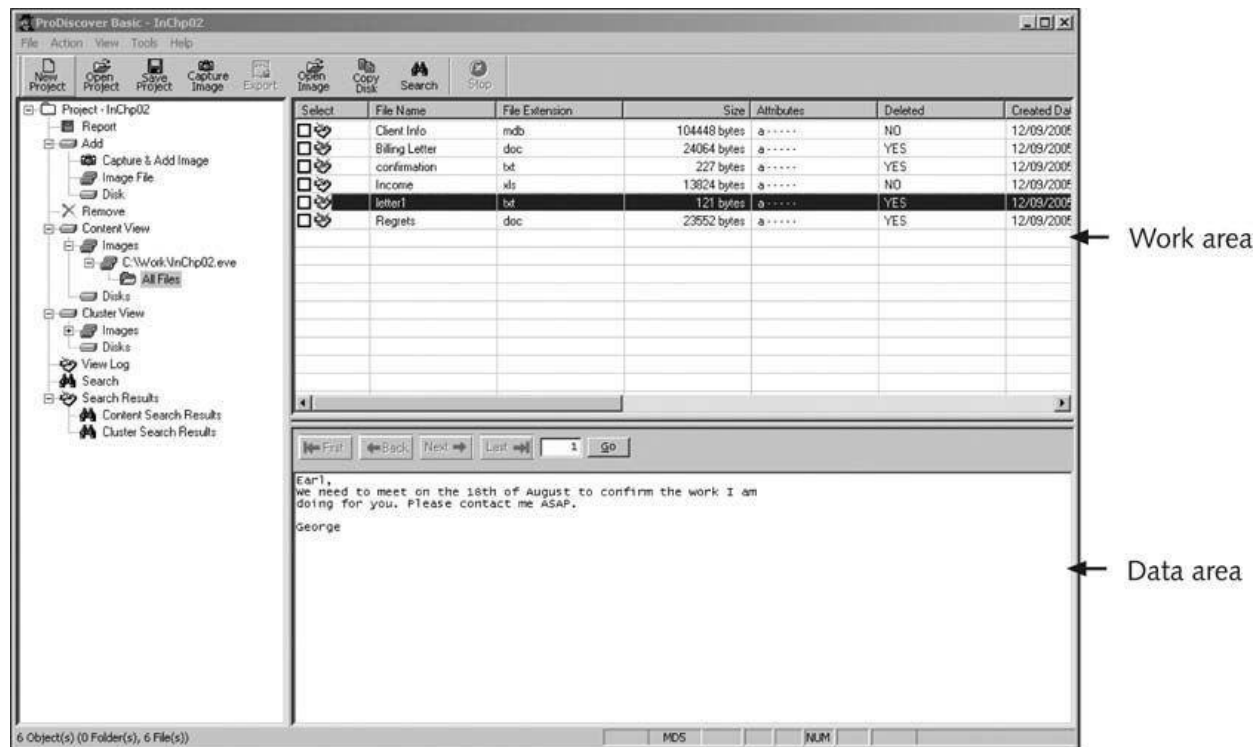 ProDiscover Basic - InChp02
File Action View Tools Help
New Project Open Project Save Project Capture Image Export Open Image Copy Disk Search Stop
Project - InChp02
Report
Add
Capture & Add Image
Image File
Disk
Remove
Content View
Images
C:\Work\InChp02.eve
All Files
Disks
Cluster View
Images
Disks
View Log
Search
Search Results
Content Search Results
Cluster Search Results
Select File Name File Extension Size Attributes Deleted Created Dat
Client Info mdb 104448 bytes a - - - - - NO 12/09/2005
Billing Letter doc 24064 bytes a - - - - - YES 12/09/2005
confirmation txt 227 bytes a - - - - - YES 12/09/2005
Income xls 13824 bytes a - - - - - NO 12/09/2005
letter1 txt 121 bytes a - - - - - YES 12/09/2005
Regrets doc 23552 bytes a - - - - - YES 12/09/2005
Work area
First Back Next Last 1 Go
Earl,
We need to meet on the 18th of August to confirm the work I am
doing for you. Please contact me ASAP.
George
Data area
6 Object(s) (0 Folder(s), 6 File(s)) MD5 NUM